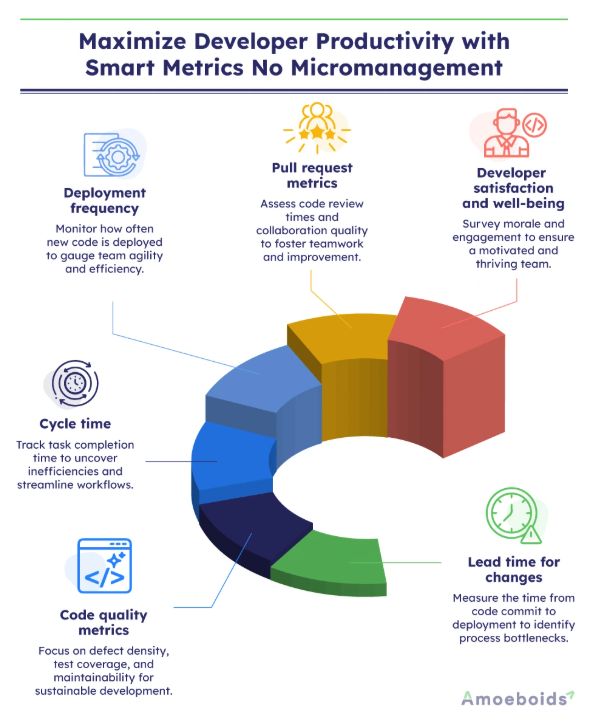 Maximize Developer Productivity with
Smart Metrics No Micromanagement
Deployment
frequency
Monitor how often
new code is deployed
to gauge team agility
and efficiency.
Pull request
metrics
Assess code review
times and
collaboration quality
to foster teamwork
and improvement.
Developer
satisfaction
and well-being
Survey morale and
engagement to ensure
a motivated and
thriving team.
Cycle time
Track task completion
time to uncover
inefficiencies and
streamline workflows.
Lead time for
changes
Measure the time from
code commit to
deployment to identify
process bottlenecks.
Code quality
metrics
Focus on defect density,
test coverage, and
maintainability for
sustainable development.
Amoeboids